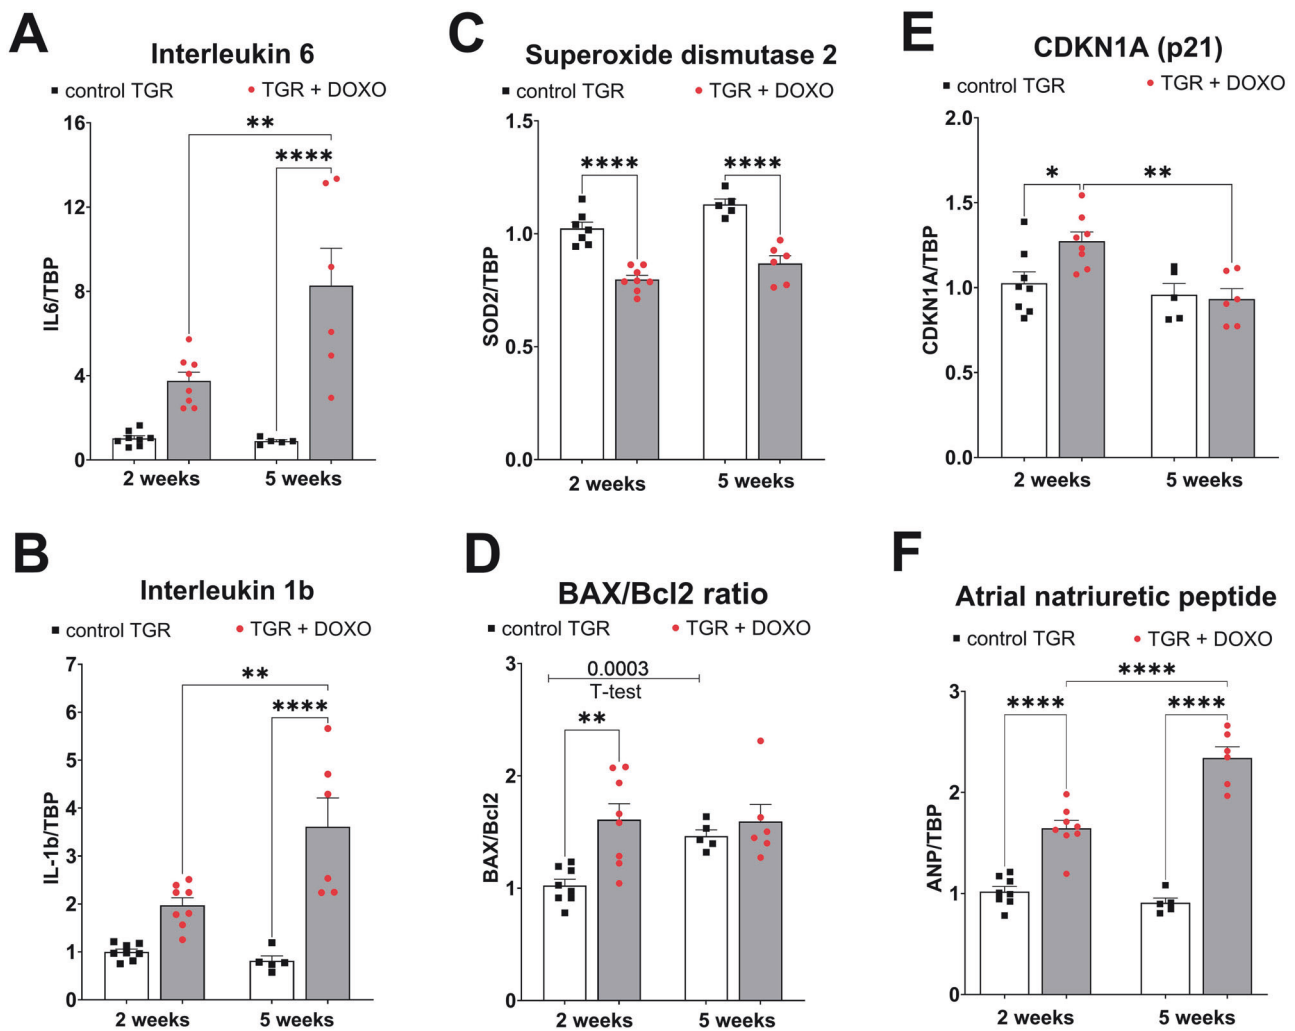 A
Interleukin 6
control TGR
TGR + DOXO
16
12
8
4
0
IL6/TBP
**
****
2 weeks
5 weeks
B
Interleukin 1b
control TGR
TGR + DOXO
7
6
5
4
3
2
1
0
IL-1b/TBP
**
****
2 weeks
5 weeks
C
Superoxide dismutase 2
control TGR
TGR + DOXO
1.5
1.0
0.5
0.0
SOD2/TBP
****
****
2 weeks
5 weeks
D
BAX/Bcl2 ratio
control TGR
TGR + DOXO
3
2
1
0
BAX/Bcl2
0.0003
T-test
**
2 weeks
5 weeks
E
CDKN1A (p21)
control TGR
TGR + DOXO
2.0
1.5
1.0
0.5
0.0
CDKN1A/TBP
*
**
2 weeks
5 weeks
F
Atrial natriuretic peptide
control TGR
TGR + DOXO
3
2
1
0
ANP/TBP
****
****
****
2 weeks
5 weeks